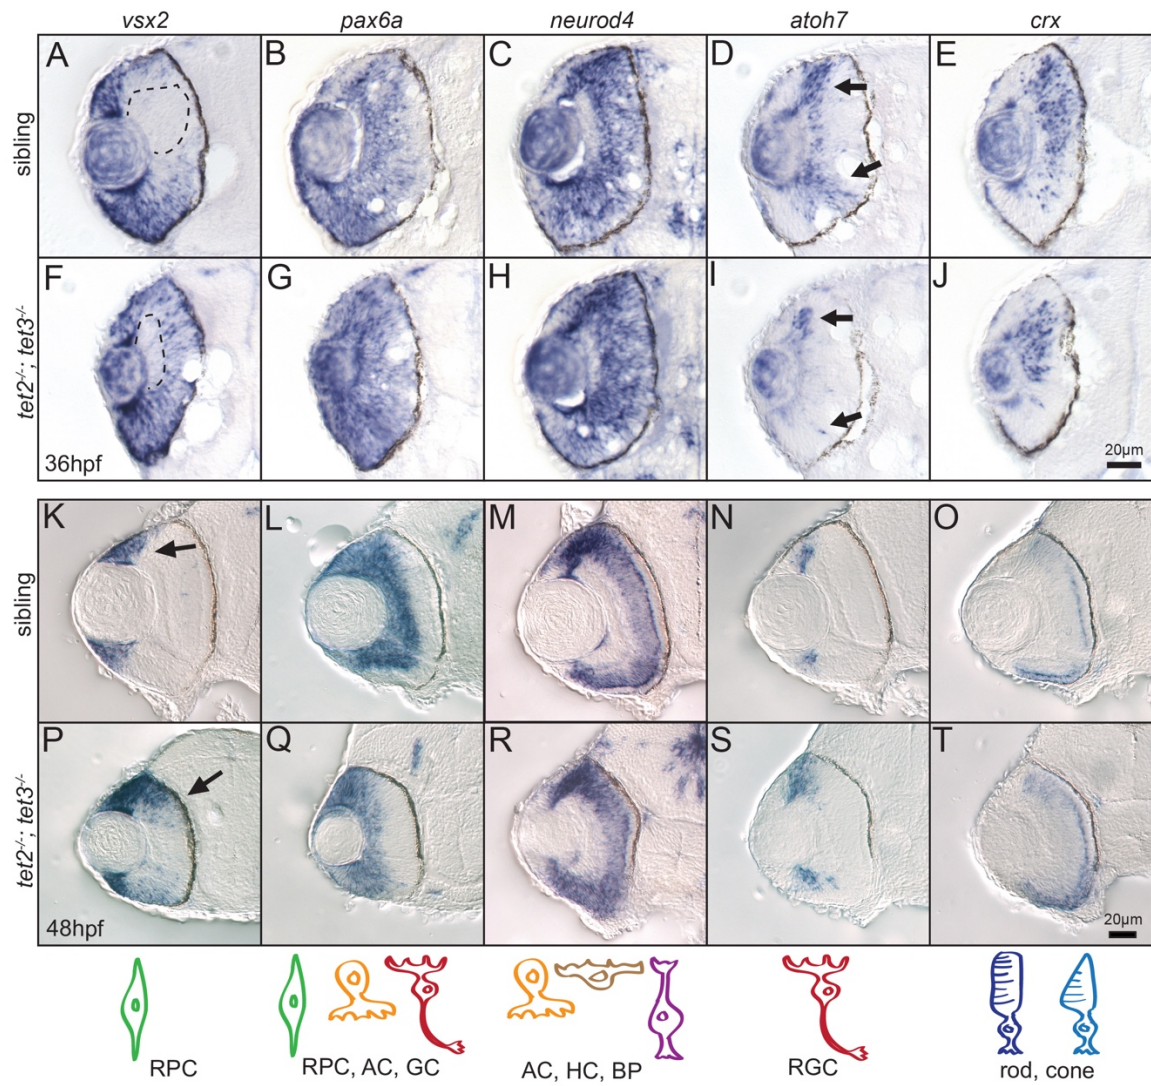 vsx2 pax6a neurod4 atoh7 crx
A B C D E
sibling
F G H I J
tet2-/-; tet3-/-
36hpf
20µm
K L M N O
sibling
P Q R S T
tet2-/-; tet3-/-
48hpf
20µm
RPC RPC, AC, GC AC, HC, BP RGC rod, cone